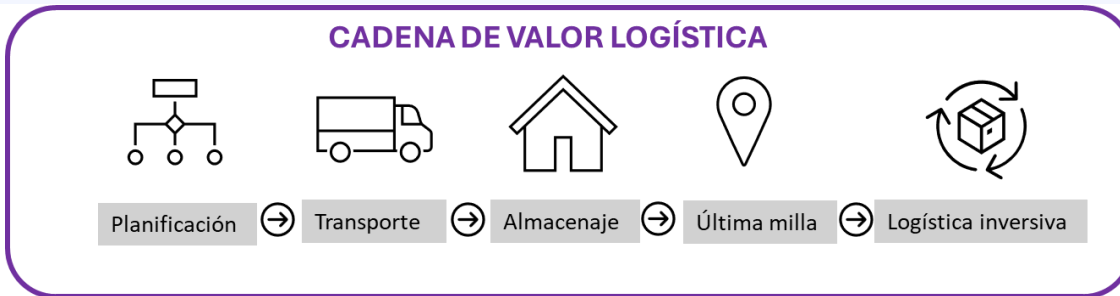 CADENA DE VALOR LOGÍSTICA
Planificación
Transporte
Almacenaje
Última milla
Logística inversiva